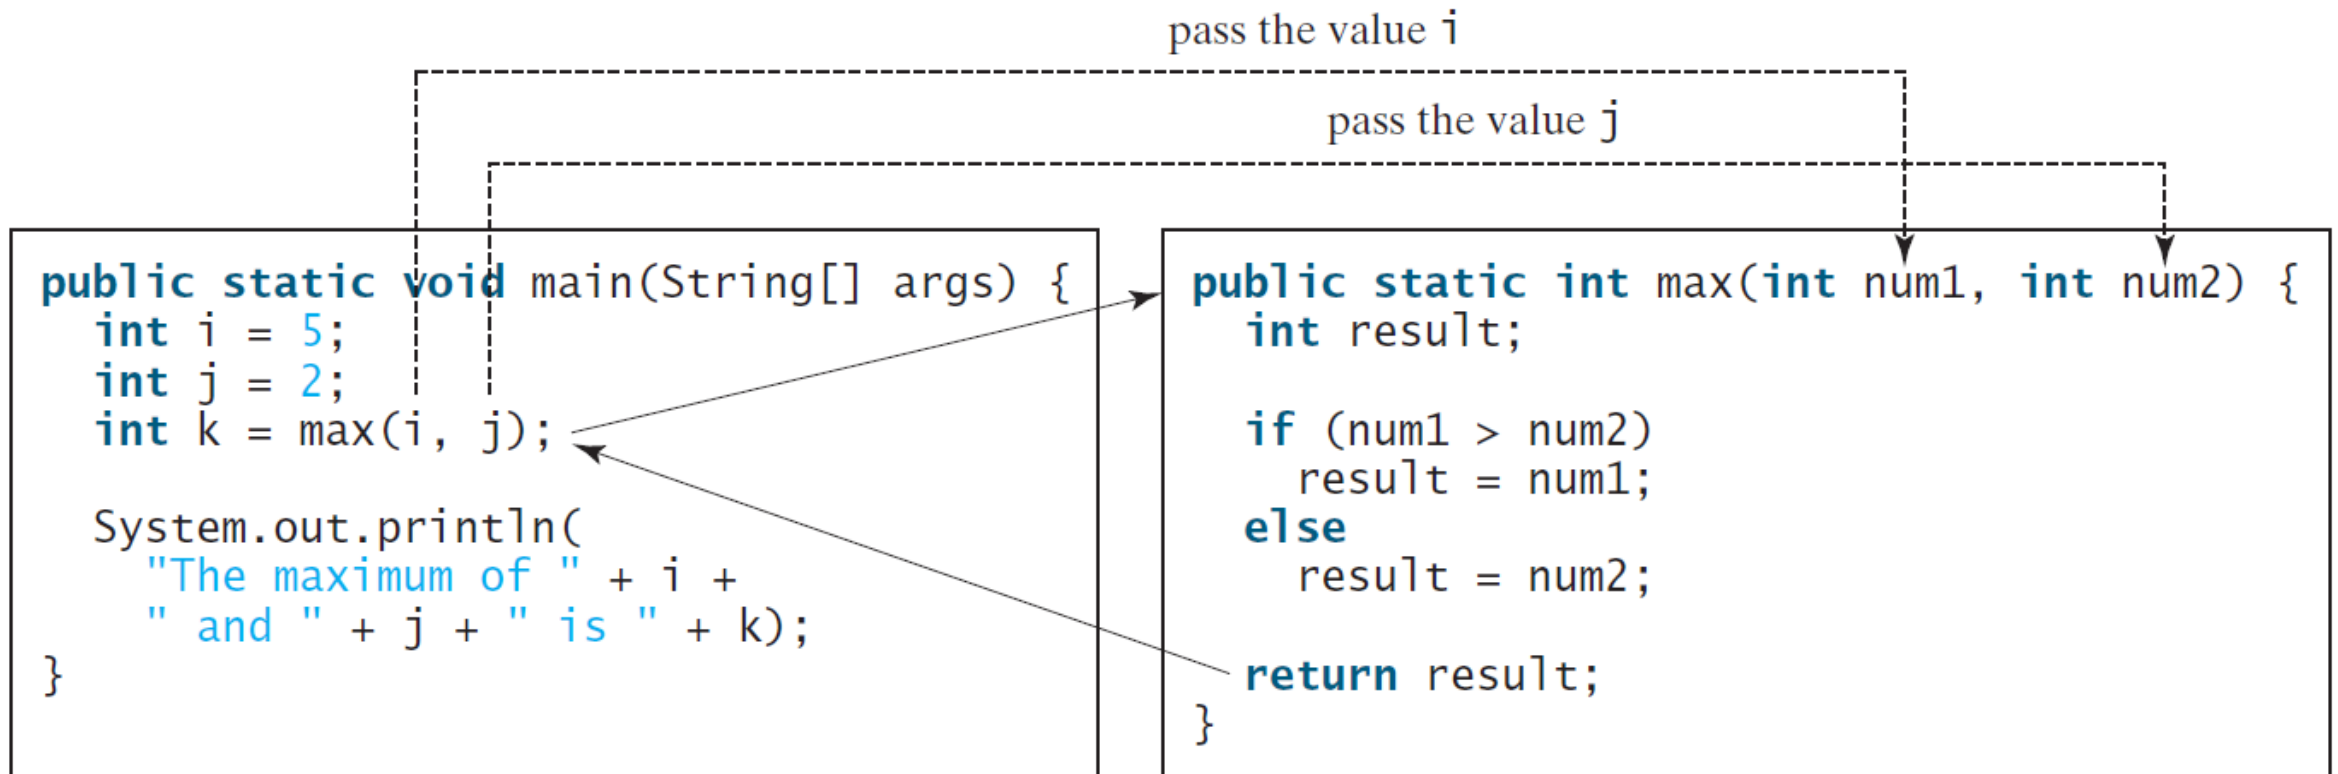 pass the value i
pass the value j
public static void main(String[] args) {
int i = 5;
int j = 2;
int k = max(i, j);
System.out.println(
"The maximum of " + i +
" and " + j + " is " + k);
}
public static int max(int num1, int num2) {
int result;
if (num1 > num2)
result = num1;
else
result = num2;
return result;
}